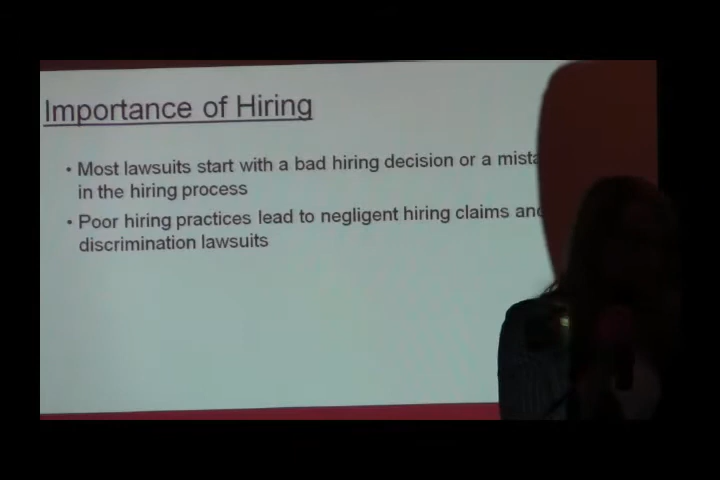 Importance of Hiring
• Most lawsuits start with a bad hiring decision or a mista
in the hiring process
• Poor hiring practices lead to negligent hiring claims and
discrimination lawsuits